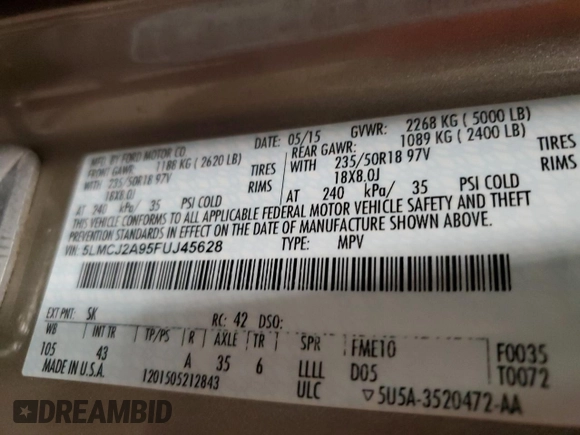 MFD. BY FORD MOTOR CO.
DATE: 05/15 GVWR: 2268 KG ( 5000 LB)
FRONT GAWR: 1188 KG ( 2620 LB) REAR GAWR: 1089 KG ( 2400 LB)
WITH 235/50R18 97V TIRES WITH 235/50R18 97V TIRES
18X8.0J RIMS 18X8.0J RIMS
AT 240 kPa/ 35 PSI COLD AT 240 kPa/ 35 PSI COLD
THIS VEHICLE CONFORMS TO ALL APPLICABLE FEDERAL MOTOR VEHICLE SAFETY AND THEFT
PREVENTION STANDARDS IN EFFECT ON THE DATE OF MANUFACTURE SHOWN ABOVE.
VIN: 5LMCJ2A95FUJ45628 TYPE: MPV
EXT PNT: SK RC: 42 DSO:
WB INT TR TP/PS R AXLE TR SPR FME10 F0035
105 43 A 35 6 LLLL D05 T0072
MADE IN U.S.A. 1201505212843 ULC ▽5U5A-3520472-AA
DREAMBID